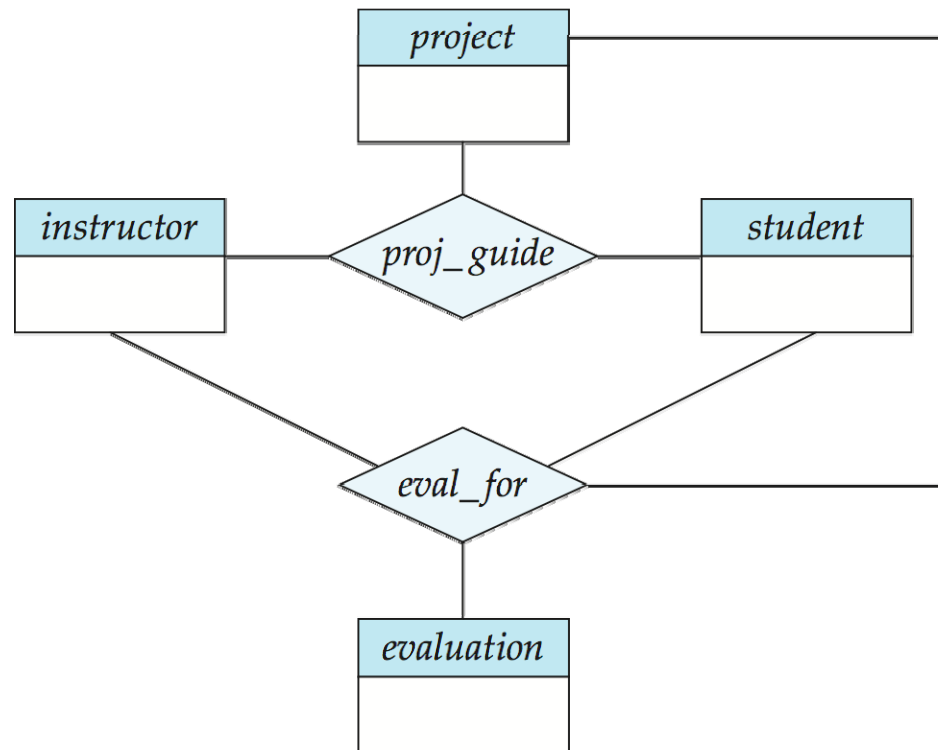 project
instructor
proj_guide
student
eval_for
evaluation